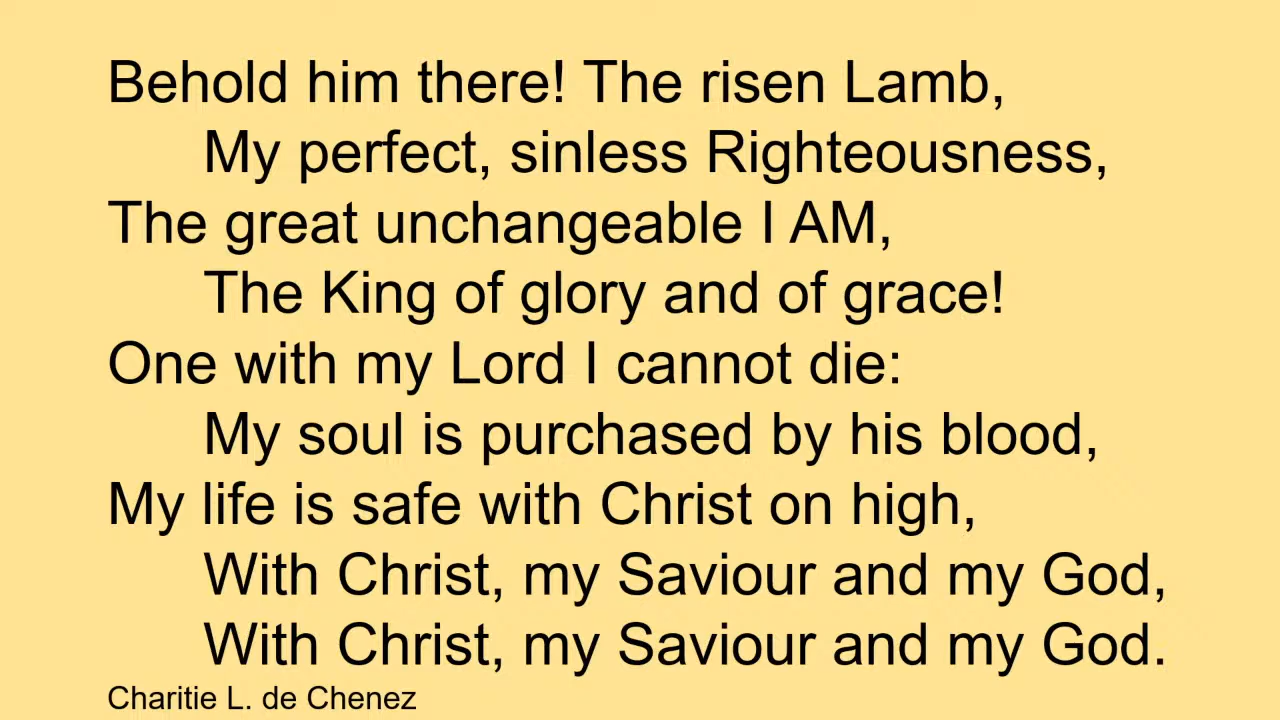 Behold him there! The risen Lamb,
My perfect, sinless Righteousness,
The great unchangeable I AM,
The King of glory and of grace!
One with my Lord I cannot die:
My soul is purchased by his blood,
My life is safe with Christ on high,
With Christ, my Saviour and my God,
With Christ, my Saviour and my God.
Charitie L. de Chenez